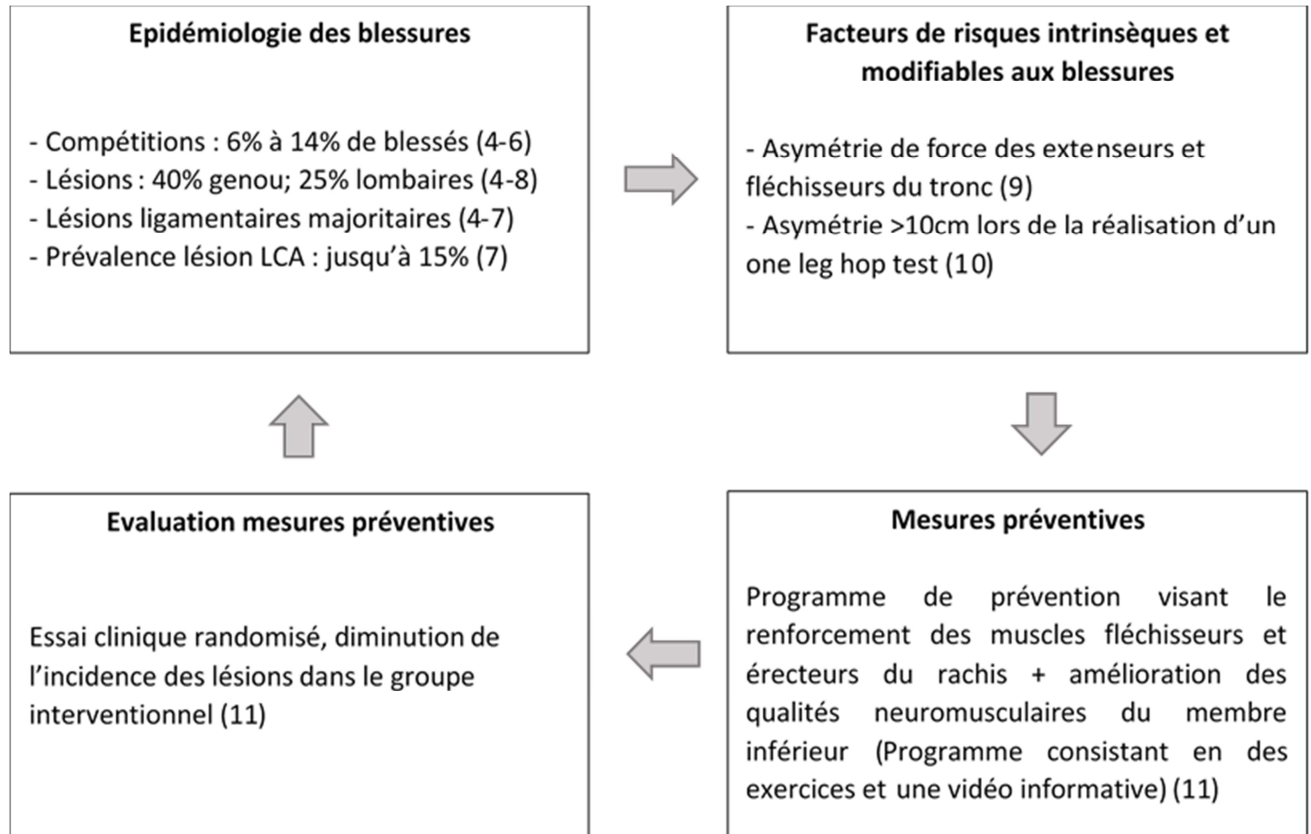 Epidémiologie des blessures
- Compétitions : 6% à 14% de blessés (4-6)
- Lésions : 40% genou; 25% lombaires (4-8)
- Lésions ligamentaires majoritaires (4-7)
- Prévalence lésion LCA : jusqu'à 15% (7)
Facteurs de risques intrinsèques et
modifiables aux blessures
- Asymétrie de force des extenseurs et
fléchisseurs du tronc (9)
- Asymétrie >10cm lors de la réalisation d'un
one leg hop test (10)
Evaluation mesures préventives
Essai clinique randomisé, diminution de
l'incidence des lésions dans le groupe
interventionnel (11)
Mesures préventives
Programme de prévention visant le
renforcement des muscles fléchisseurs et
érecteurs du rachis + amélioration des
qualités neuromusculaires du membre
inférieur (Programme consistant en des
exercices et une vidéo informative) (11)